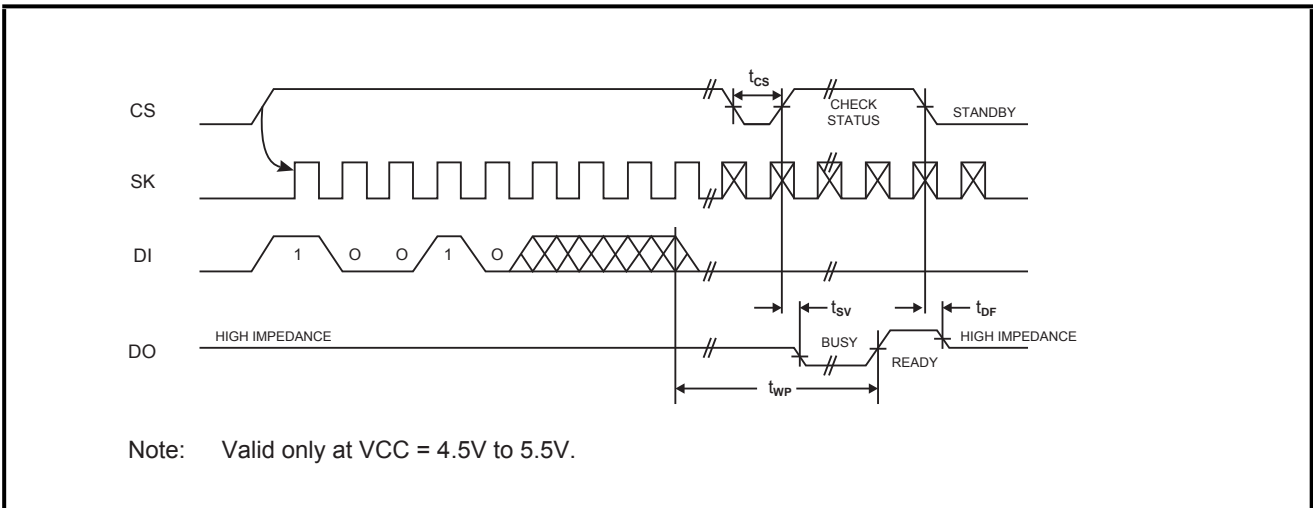 tCS
CS
CHECK
STATUS
STANDBY
SK
DI
1 O O 1 O
tSV
tDF
DO
HIGH IMPEDANCE
BUSY
READY
HIGH IMPEDANCE
tWP
Note: Valid only at VCC = 4.5V to 5.5V.